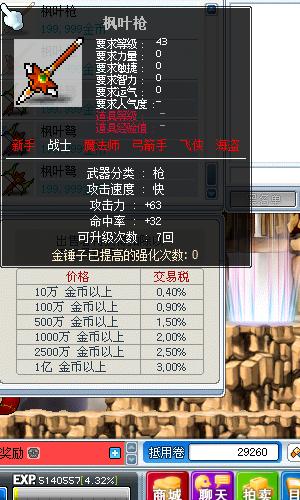 枫叶枪
199,999金币
要求等级 : 43
要求力量 : 0
要求敏捷 : 0
要求智力 : 0
要求运气 : 0
要求人气度 : -
道具等级 : -
道具经验值 : -
新手 战士 魔法师 弓箭手 飞侠 海盗
武器分类 : 枪
攻击速度 : 快
攻击力 : +63
命中率 : +32
可升级次数 : 7回
金锤子已提高的强化次数: 0
价格 交易税
10万 金币以上 0,40%
100万 金币以上 0,90%
500万 金币以上 1,50%
1000万 金币以上 2,00%
2500万 金币以上 2,50%
1亿 金币以上 3,00%
奖励
抵用卷 29260
EXP. 5140557[4.32%]
商城 聊天 拍卖